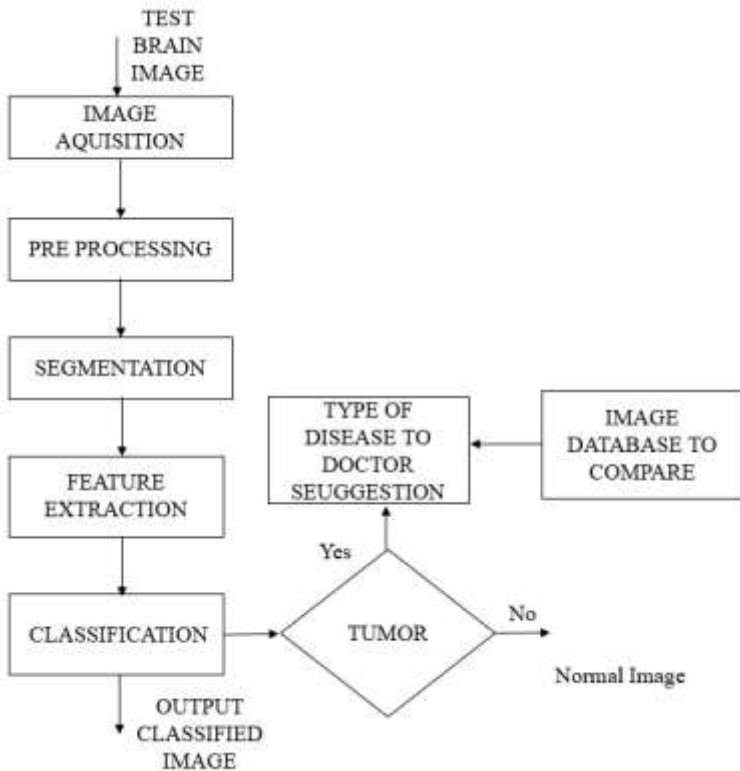 TEST
BRAIN
IMAGE
IMAGE
AQUISITION
PRE PROCESSING
SEGMENTATION
FEATURE
EXTRACTION
CLASSIFICATION
OUTPUT
CLASSIFIED
IMAGE
TUMOR
Yes
TYPE OF
DISEASE TO
DOCTOR
SEUGGESTION
IMAGE
DATABASE TO
COMPARE
No
Normal Image